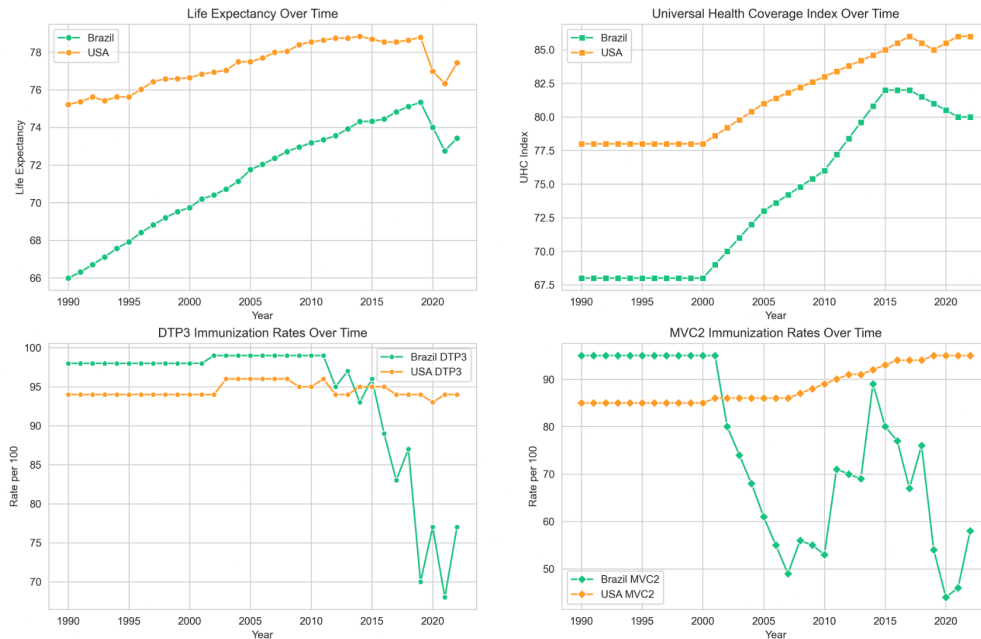 Life Expectancy Over Time
Brazil
USA
Life Expectancy
78
76
74
72
70
68
66
1990
1995
2000
2005
2010
2015
2020
Year
Universal Health Coverage Index Over Time
Brazil
USA
UHC Index
85.0
82.5
80.0
77.5
75.0
72.5
70.0
67.5
1990
1995
2000
2005
2010
2015
2020
Year
DTP3 Immunization Rates Over Time
Brazil DTP3
USA DTP3
Rate per 100
100
95
90
85
80
75
70
1990
1995
2000
2005
2010
2015
2020
Year
MVC2 Immunization Rates Over Time
Brazil MVC2
USA MVC2
Rate per 100
90
80
70
60
50
1990
1995
2000
2005
2010
2015
2020
Year